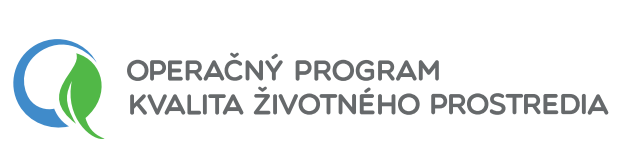 OPERAČNÝ PROGRAM
KVALITA ŽIVOTNÉHO PROSTREDIA